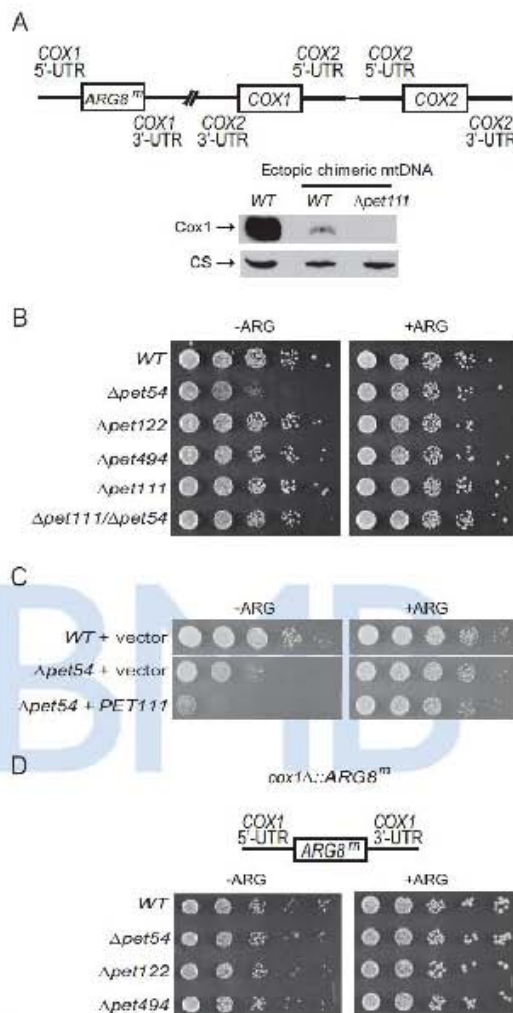 A
COX1 5'-UTR
ARG8m
COX1 3'-UTR
COX2 3'-UTR
COX1
COX2 5'-UTR
COX2 5'-UTR
COX2
COX2 3'-UTR
Ectopic chimeric mtDNA
WT WT Δpet111
Cox1 →
CS →
B
-ARG +ARG
WT
Δpet54
Δpet122
Δpet494
Δpet111
Δpet111/Δpet54
C
-ARG +ARG
WT + vector
Δpet54 + vector
Δpet54 + PET111
BMB
D
cox1Δ::ARG8m
COX1 5'-UTR
ARG8m
COX1 3'-UTR
-ARG +ARG
WT
Δpet54
Δpet122
Δpet494